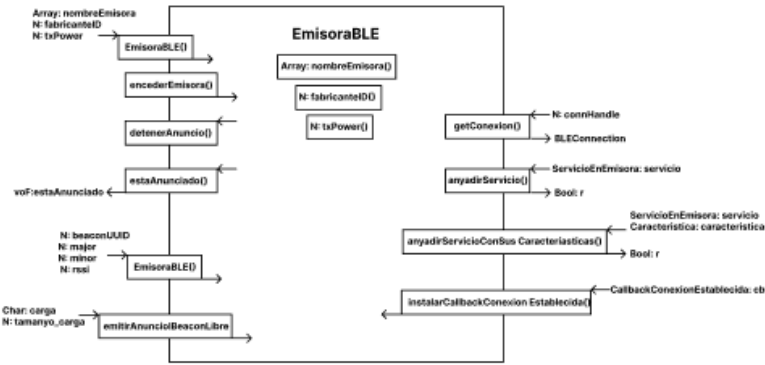 Array: nombreEmisora
N: fabricanteID
N: txPower
EmisoraBLE()
encederEmisora()
detenerAnuncio()
estaAnunciado()
voF:estaAnunciado
N: beaconUUID
N: major
N: minor
N: rssi
EmisoraBLE()
Char: carga
N: tamanyo_carga
emitirAnuncioIBeaconLibre
EmisoraBLE
Array: nombreEmisora()
N: fabricanteID()
N: txPower()
getConexion()
N: connHandle
BLEConnection
anyadirServicio()
ServicioEnEmisora: servicio
Bool: r
anyadirServicioConSus Caracteriasticas()
ServicioEnEmisora: servicio
Caracteristica: caracteristica
Bool: r
instalarCallbackConexion Establecida()
CallbackConexionEstablecida: cb